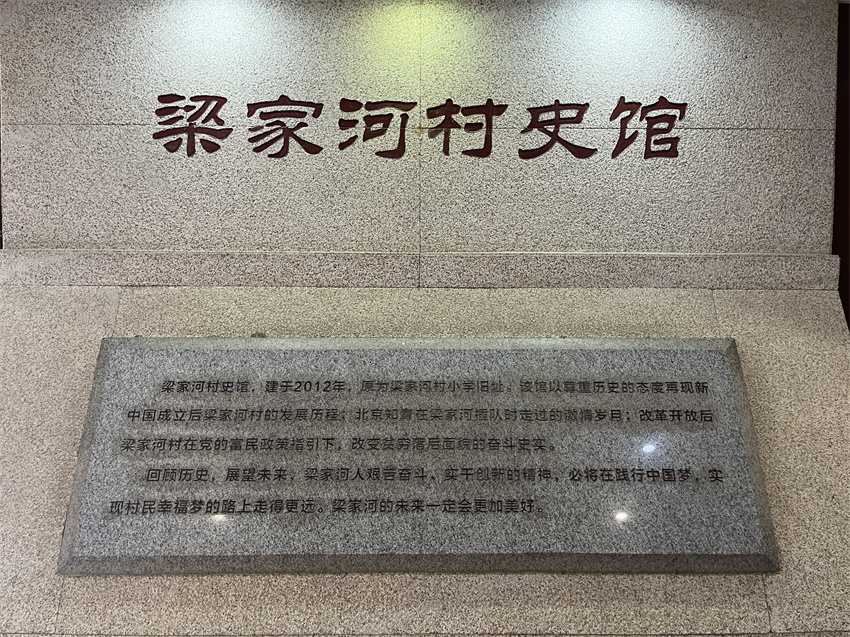 梁家河村史馆
梁家河村史馆，建于2012年，原为梁家河村小学旧址。该馆以尊重历史的态度再现新
中国成立后梁家河村的发展历程；北京知青在梁家河插队时走过的激情岁月；改革开放后
梁家河村在党的富民政策指引下，改变贫穷落后面貌的奋斗史实。
回顾历史，展望未来，梁家河人艰苦奋斗、实干创新的精神，必将在践行中国梦，实
现村民幸福梦的路上走得更远。梁家河的未来一定会更加美好。